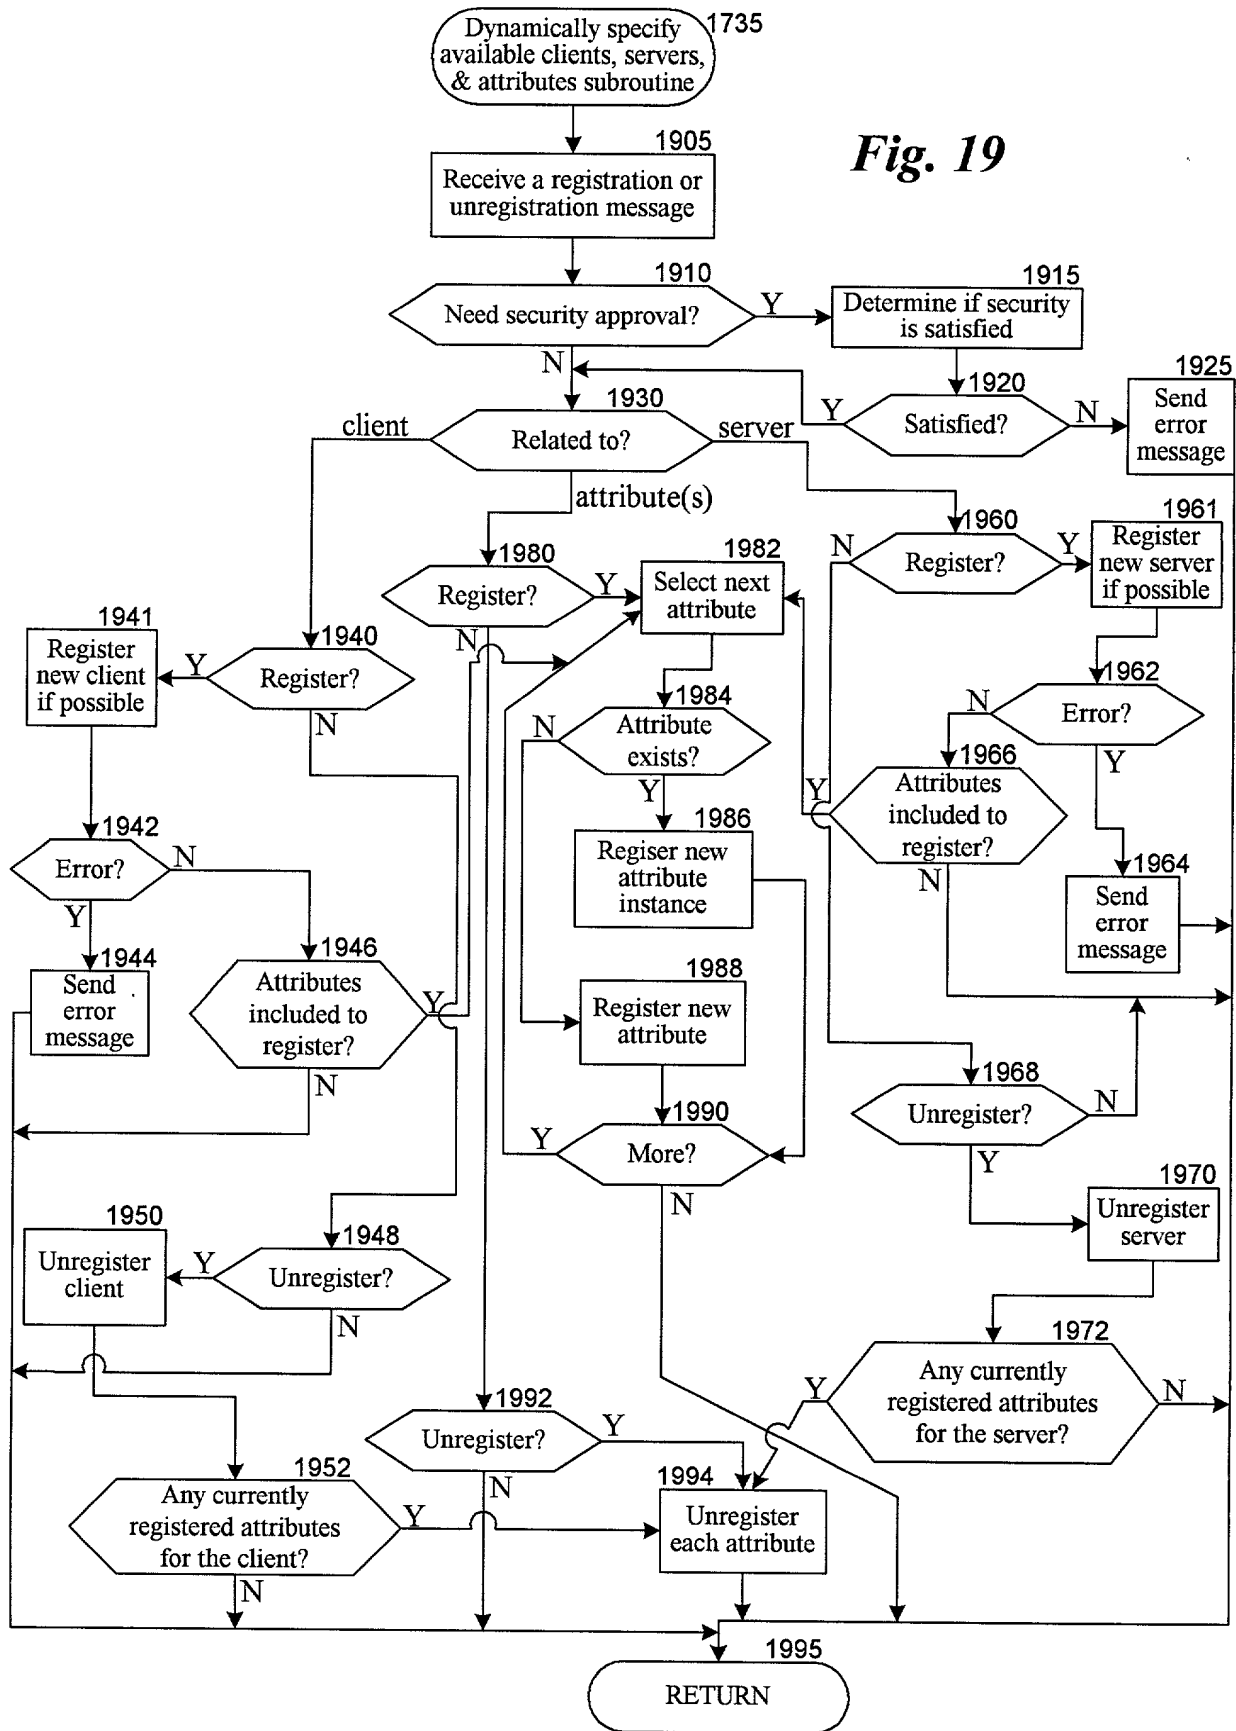 1735
Dynamically specify
available clients, servers,
& attributes subroutine
Fig. 19
1905
Receive a registration or
unregistration message
1910
Need security approval?
Y
N
1915
Determine if security
is satisfied
1920
Satisfied?
Y
N
1925
Send
error
message
1930
Related to?
client
server
attribute(s)
1960
Register?
N
Y
1961
Register
new server
if possible
1980
Register?
Y
N
1982
Select next
attribute
1941
Register
new client
if possible
1940
Register?
Y
N
1962
Error?
N
Y
1984
Attribute
exists?
N
Y
1966
Attributes
included to
register?
Y
N
1986
Regiser new
attribute
instance
1942
Error?
N
Y
1964
Send
error
message
1944
Send
error
message
1946
Attributes
included to
register?
Y
N
1988
Register new
attribute
1968
Unregister?
N
Y
1990
More?
Y
N
1970
Unregister
server
1950
Unregister
client
1948
Unregister?
Y
N
1972
Any currently
registered attributes
for the server?
Y
N
1992
Unregister?
Y
N
1952
Any currently
registered attributes
for the client?
Y
N
1994
Unregister
each attribute
1995
RETURN